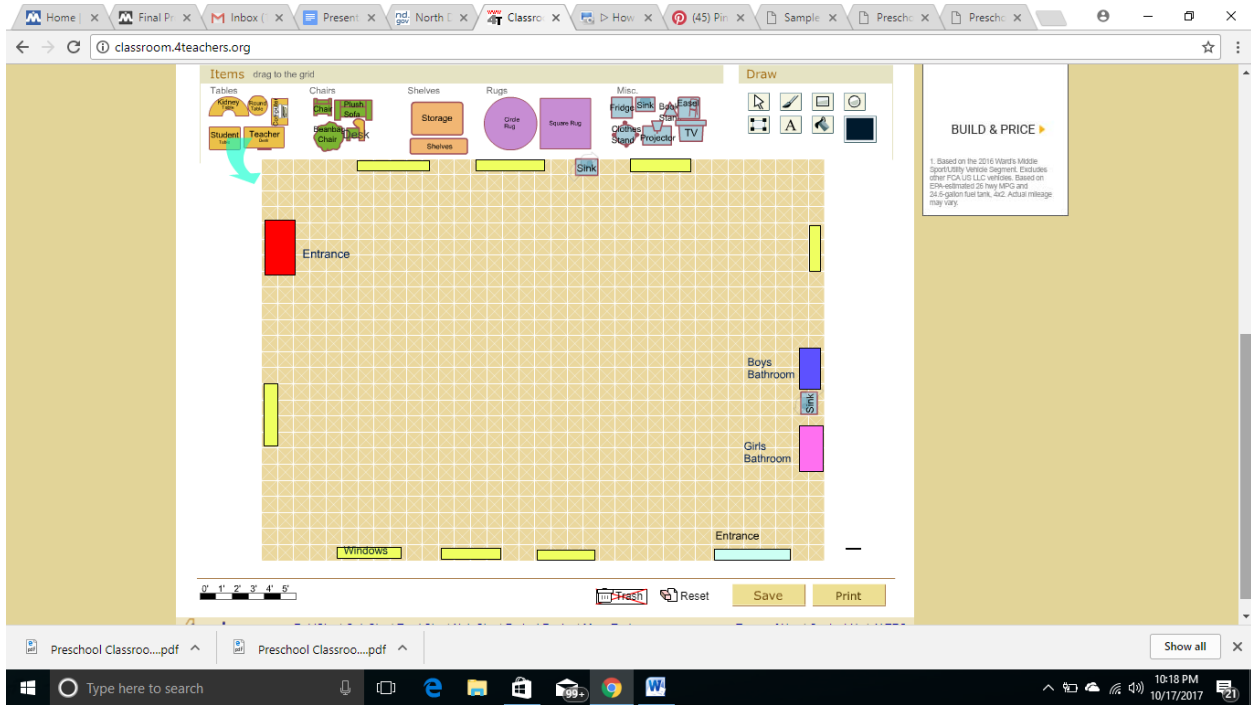 Home |
Final Pr
Inbox (
Present
North D
Classro
How
(45) Pin
Sample
Prescho
Prescho
classroom.4teachers.org
Items drag to the grid
Draw
Tables
Chairs
Shelves
Rugs
Misc.
Kidney Table
Round Table
Chair
Plush Sofa
Storage
Circle Rug
Square Rug
Fridge
Sink
Book Stand
Easel
Student Table
Teacher Desk
Beanbag Chair
Shelves
Clothes Stand
Projector
TV
A
BUILD & PRICE
1. Based on the 2016 Ward's Middle
Sport/Utility Vehicle Segment. Excludes
other FCA US LLC vehicles. Based on
EPA-estimated 26 hwy MPG and
24.6-gallon fuel tank, 4x2. Actual mileage
may vary.
Sink
Entrance
Boys
Bathroom
Sink
Girls
Bathroom
Entrance
Windows
0' 1' 2' 3' 4' 5'
Trash
Reset
Save
Print
Preschool Classroo....pdf
Preschool Classroo....pdf
Show all
Type here to search
99+
10:18 PM
10/17/2017
21